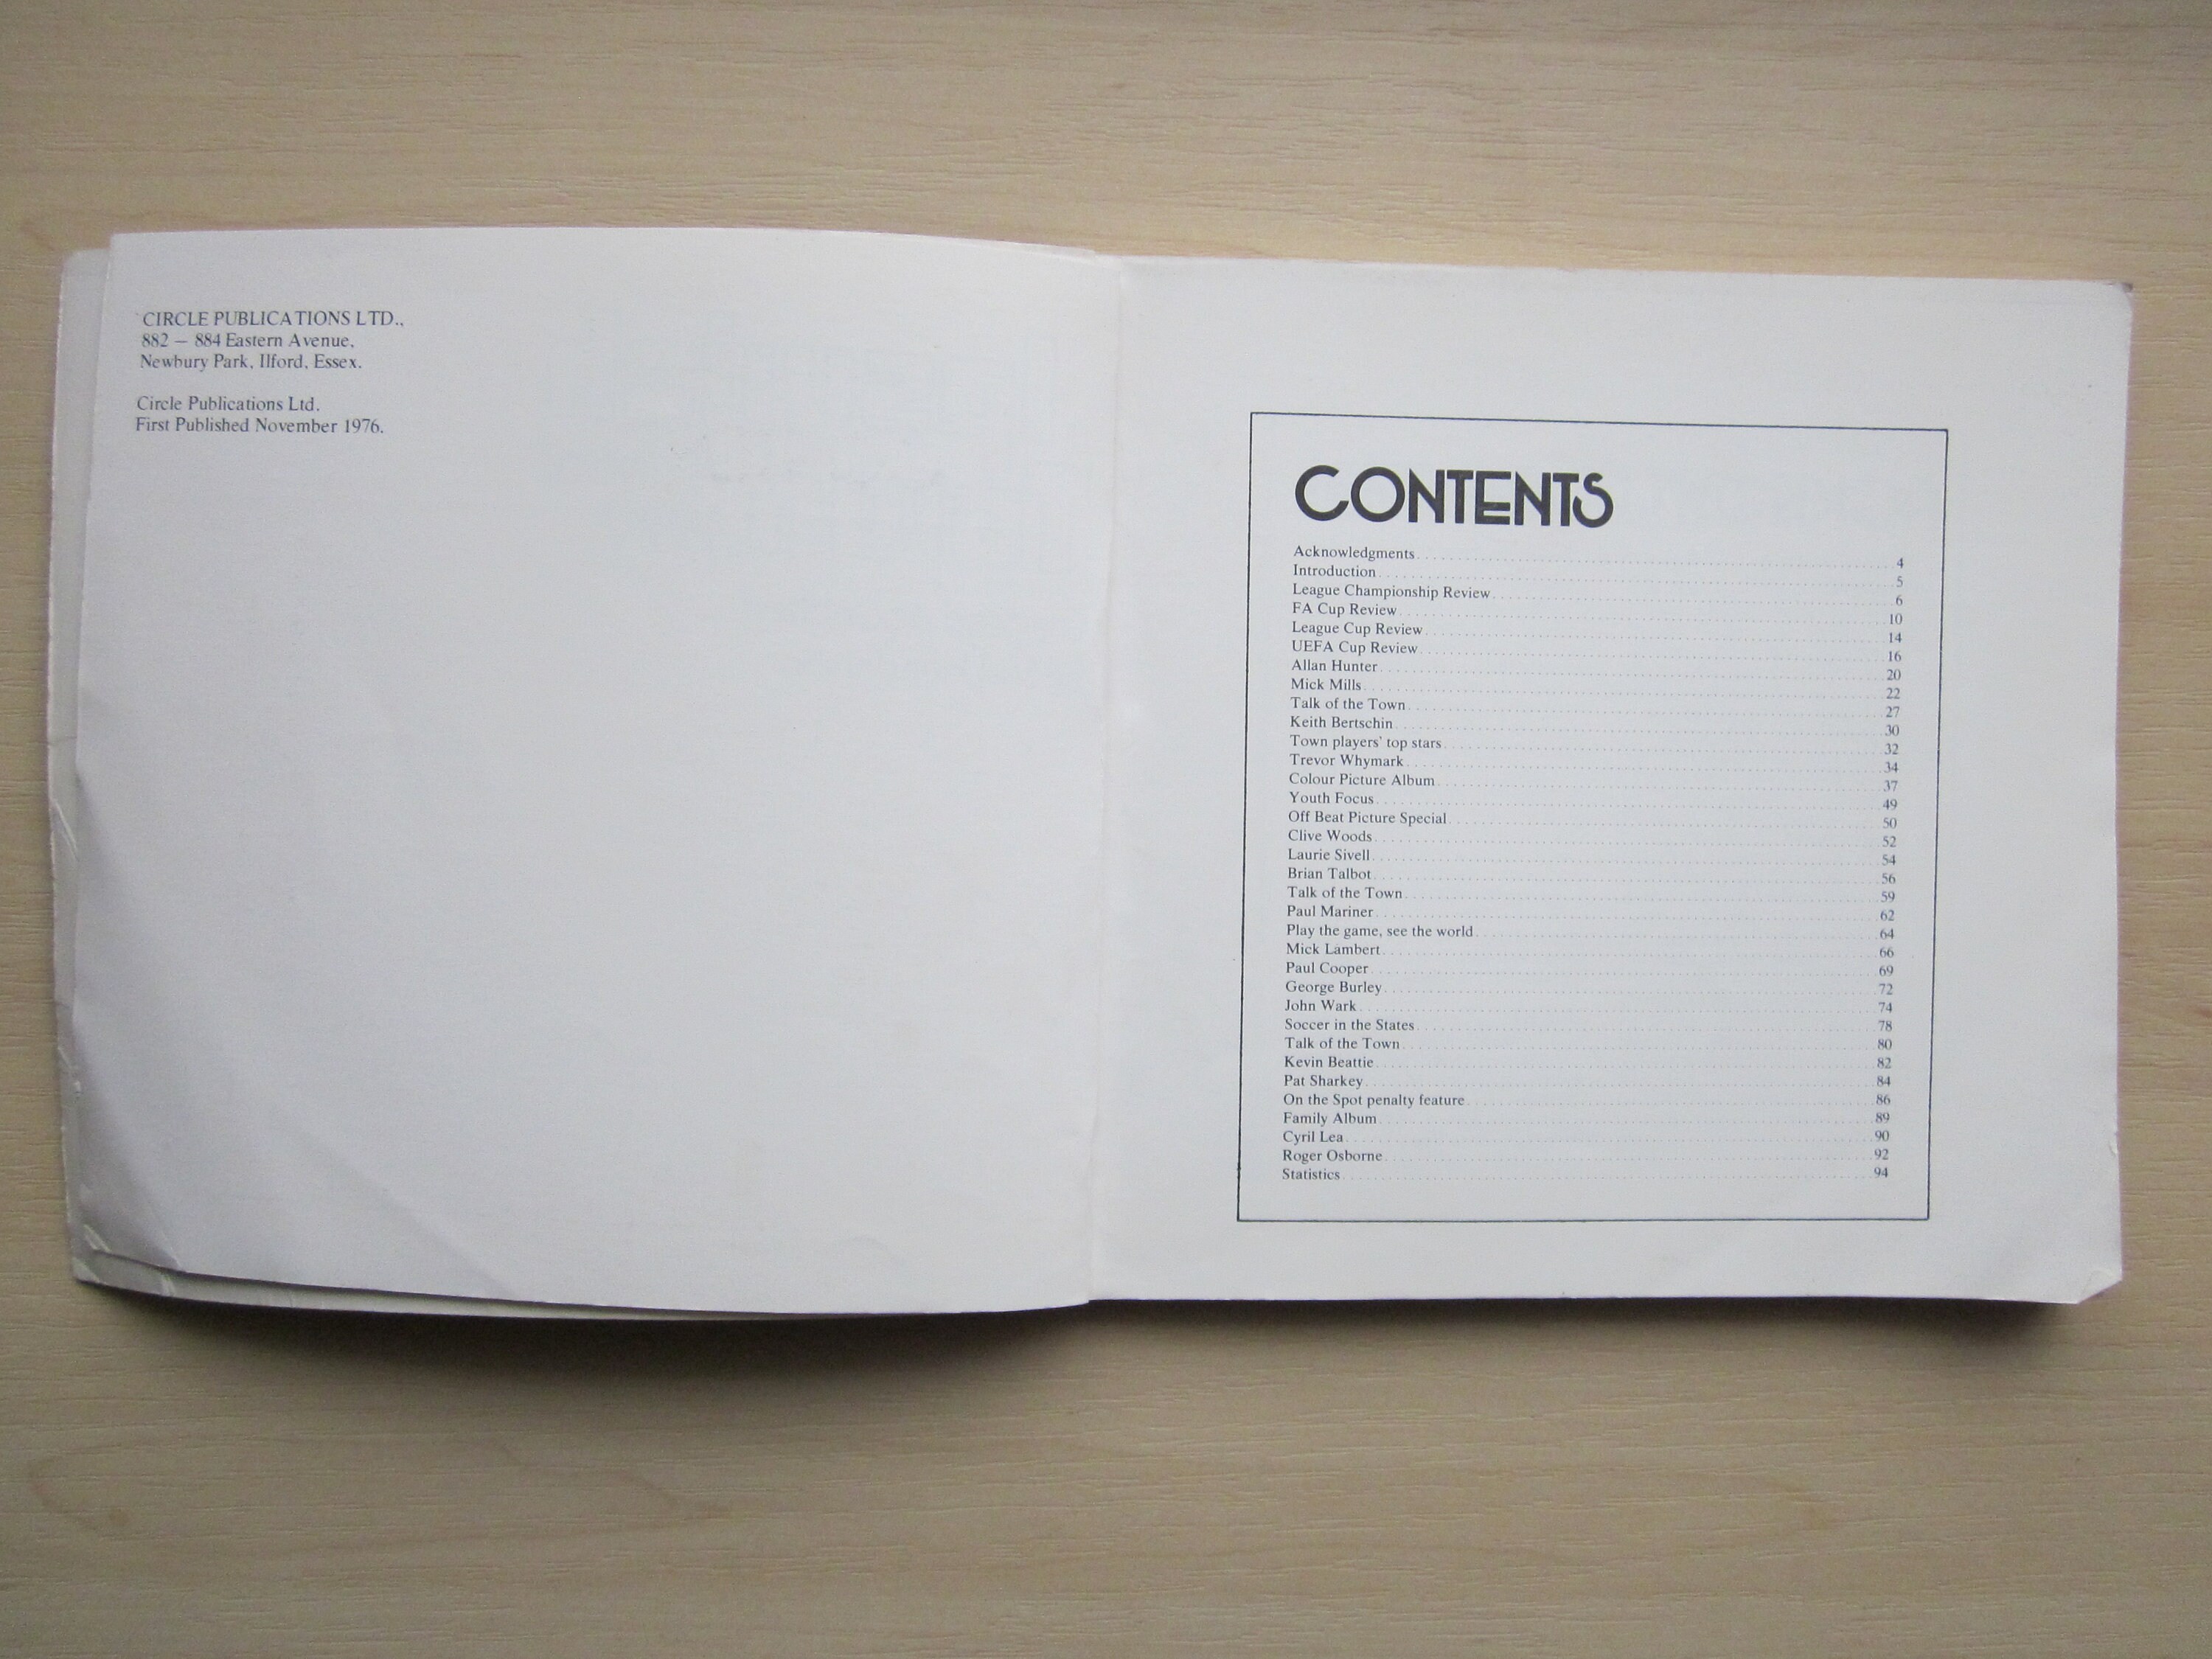 CIRCLE PUBLICATIONS LTD.,
882 — 884 Eastern Avenue,
Newbury Park, Ilford, Essex.
Circle Publications Ltd.
First Published November 1976.
CONTENTS
Acknowledgments 4
Introduction 5
League Championship Review 6
FA Cup Review 10
League Cup Review 14
UEFA Cup Review 16
Allan Hunter 20
Mick Mills 22
Talk of the Town 27
Keith Bertschin 30
Town players' top stars 32
Trevor Whymark 34
Colour Picture Album 37
Youth Focus 49
Off Beat Picture Special 50
Clive Woods 52
Laurie Sivell 54
Brian Talbot 56
Talk of the Town 59
Paul Mariner 62
Play the game, see the world 64
Mick Lambert 66
Paul Cooper 69
George Burley 72
John Wark 74
Soccer in the States 78
Talk of the Town 80
Kevin Beattie 82
Pat Sharkey 84
On the Spot penalty feature 86
Family Album 89
Cyril Lea 90
Roger Osborne 92
Statistics 94